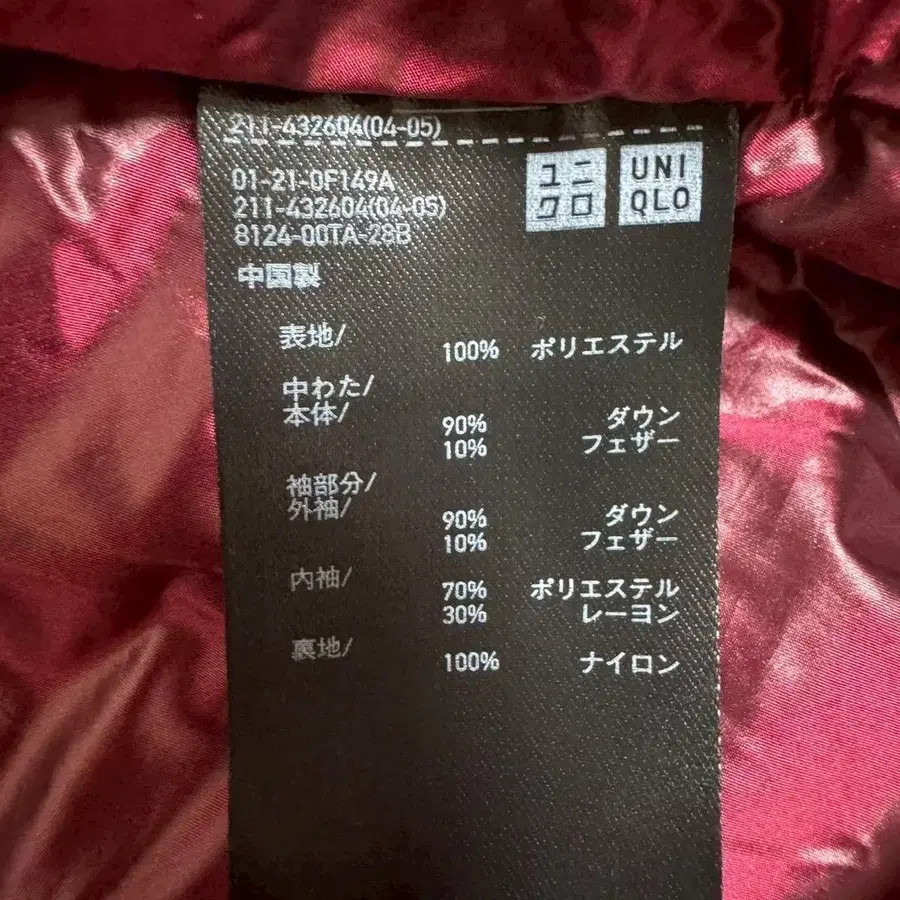 211-432604(04-05)
01-21-0F149A
211-432604(04-05)
8124-00TA-28B
中国製
ユニ
クロ
UNI
QLO
表地/ 100% ポリエステル
中わた/
本体/ 90% ダウン
10% フェザー
袖部分/
外袖/ 90% ダウン
10% フェザー
内袖/ 70% ポリエステル
30% レーヨン
裏地/ 100% ナイロン